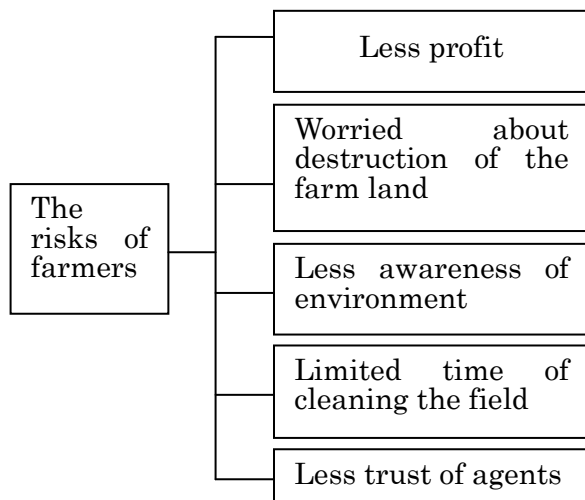 The
risks of
farmers
Less profit
Worried about
destruction of the
farm land
Less awareness of
environment
Limited time of
cleaning the field
Less trust of agents